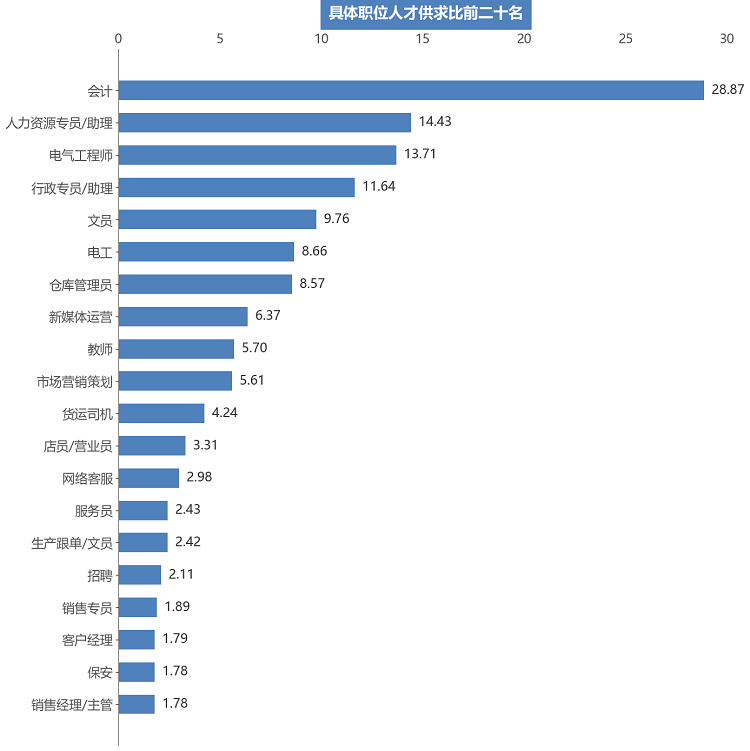 具体职位人才供求比前二十名
0 5 10 15 20 25 30
会计 28.87
人力资源专员/助理 14.43
电气工程师 13.71
行政专员/助理 11.64
文员 9.76
电工 8.66
仓库管理员 8.57
新媒体运营 6.37
教师 5.70
市场营销策划 5.61
货运司机 4.24
店员/营业员 3.31
网络客服 2.98
服务员 2.43
生产跟单/文员 2.42
招聘 2.11
销售专员 1.89
客户经理 1.79
保安 1.78
销售经理/主管 1.78